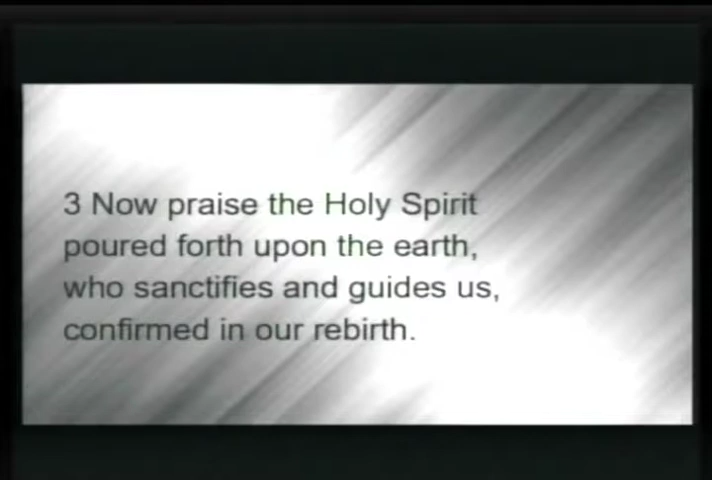 3 Now praise the Holy Spirit
poured forth upon the earth,
who sanctifies and guides us,
confirmed in our rebirth.